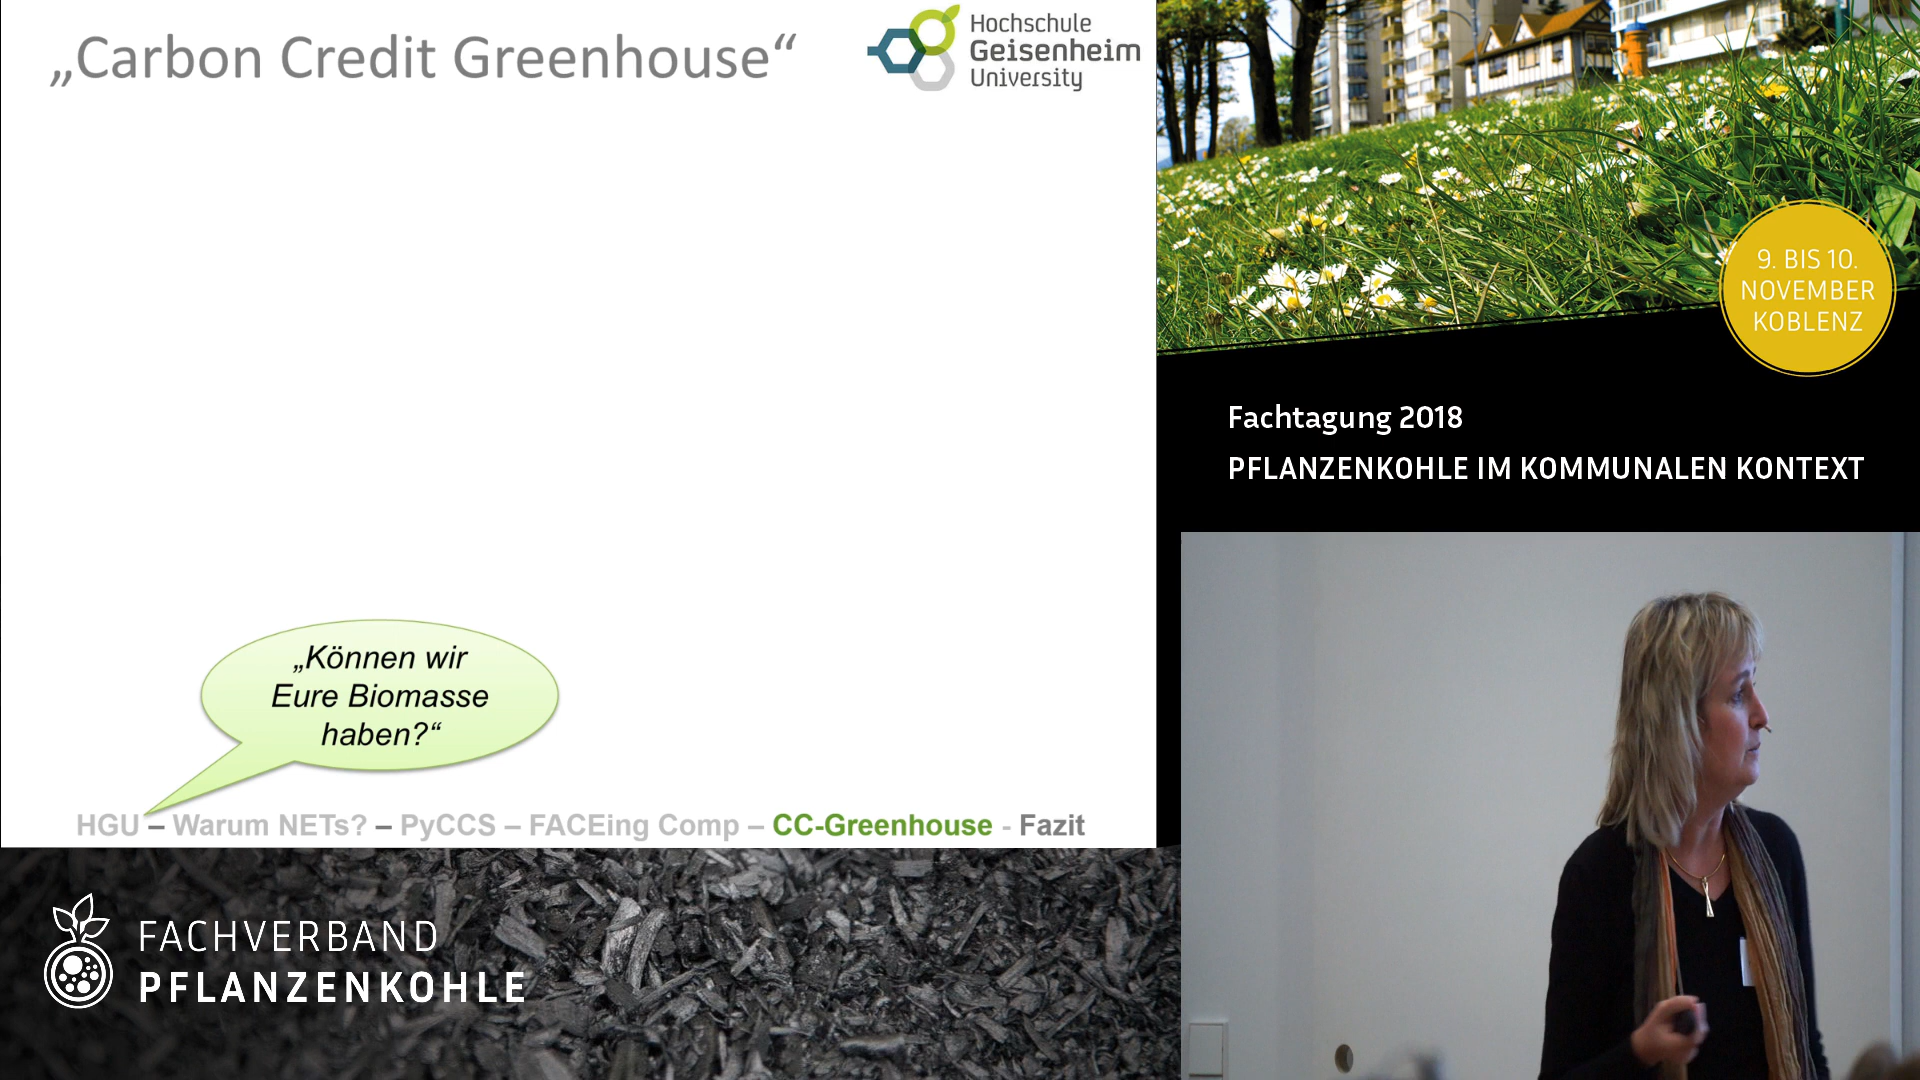 „Carbon Credit Greenhouse“
Hochschule
Geisenheim
University
„Können wir
Eure Biomasse
haben?“
HGU – Warum NETs? – PyCCS – FACEing Comp – CC-Greenhouse - Fazit
9. BIS 10.
NOVEMBER
KOBLENZ
Fachtagung 2018
PFLANZENKOHLE IM KOMMUNALEN KONTEXT
FACHVERBAND
PFLANZENKOHLE